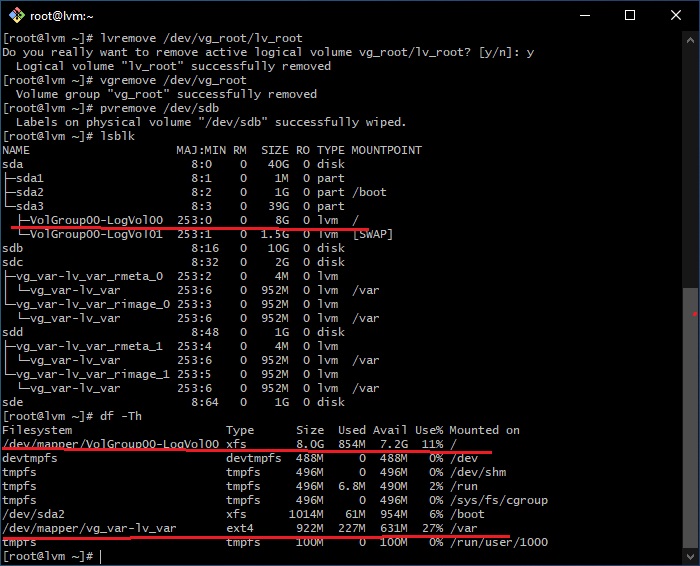 root@lvm:~
[root@lvm ~]# lvremove /dev/vg_root/lv_root
Do you really want to remove active logical volume vg_root/lv_root? [y/n]: y
  Logical volume "lv_root" successfully removed
[root@lvm ~]# vgremove /dev/vg_root
  Volume group "vg_root" successfully removed
[root@lvm ~]# pvremove /dev/sdb
  Labels on physical volume "/dev/sdb" successfully wiped.
[root@lvm ~]# lsblk
NAME                     MAJ:MIN RM  SIZE RO TYPE MOUNTPOINT
sda                        8:0    0   40G  0 disk
├─sda1                     8:1    0    1M  0 part
├─sda2                     8:2    0    1G  0 part /boot
└─sda3                     8:3    0   39G  0 part
  ├─VolGroup00-LogVol00  253:0    0    8G  0 lvm  /
  └─VolGroup00-LogVol01  253:1    0  1.5G  0 lvm  [SWAP]
sdb                        8:16   0   10G  0 disk
sdc                        8:32   0    2G  0 disk
├─vg_var-lv_var_rmeta_0  253:2    0    4M  0 lvm
│ └─vg_var-lv_var        253:6    0  952M  0 lvm  /var
└─vg_var-lv_var_rimage_0 253:3    0  952M  0 lvm
  └─vg_var-lv_var        253:6    0  952M  0 lvm  /var
sdd                        8:48   0    1G  0 disk
├─vg_var-lv_var_rmeta_1  253:4    0    4M  0 lvm
│ └─vg_var-lv_var        253:6    0  952M  0 lvm  /var
└─vg_var-lv_var_rimage_1 253:5    0  952M  0 lvm
  └─vg_var-lv_var        253:6    0  952M  0 lvm  /var
sde                        8:64   0    1G  0 disk
[root@lvm ~]# df -Th
Filesystem                      Type      Size  Used Avail Use% Mounted on
/dev/mapper/VolGroup00-LogVol00 xfs       8.0G  854M  7.2G  11% /
devtmpfs                        devtmpfs  488M     0  488M   0% /dev
tmpfs                           tmpfs     496M     0  496M   0% /dev/shm
tmpfs                           tmpfs     496M  6.8M  490M   2% /run
tmpfs                           tmpfs     496M     0  496M   0% /sys/fs/cgroup
/dev/sda2                       xfs      1014M   61M  954M   6% /boot
/dev/mapper/vg_var-lv_var       ext4      922M  227M  631M  27% /var
tmpfs                           tmpfs     100M     0  100M   0% /run/user/1000
[root@lvm ~]#